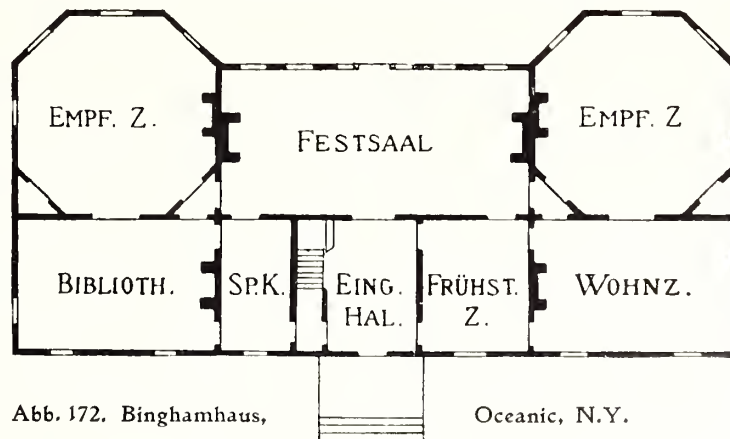 EMPF. Z.
FESTSAAL
EMPF. Z
BIBLIOTH.
SP.K.
EING.
HAL.
FRÜHST.
Z.
WOHNZ.
Abb. 172. Binghamhaus, Oceanic, N.Y.